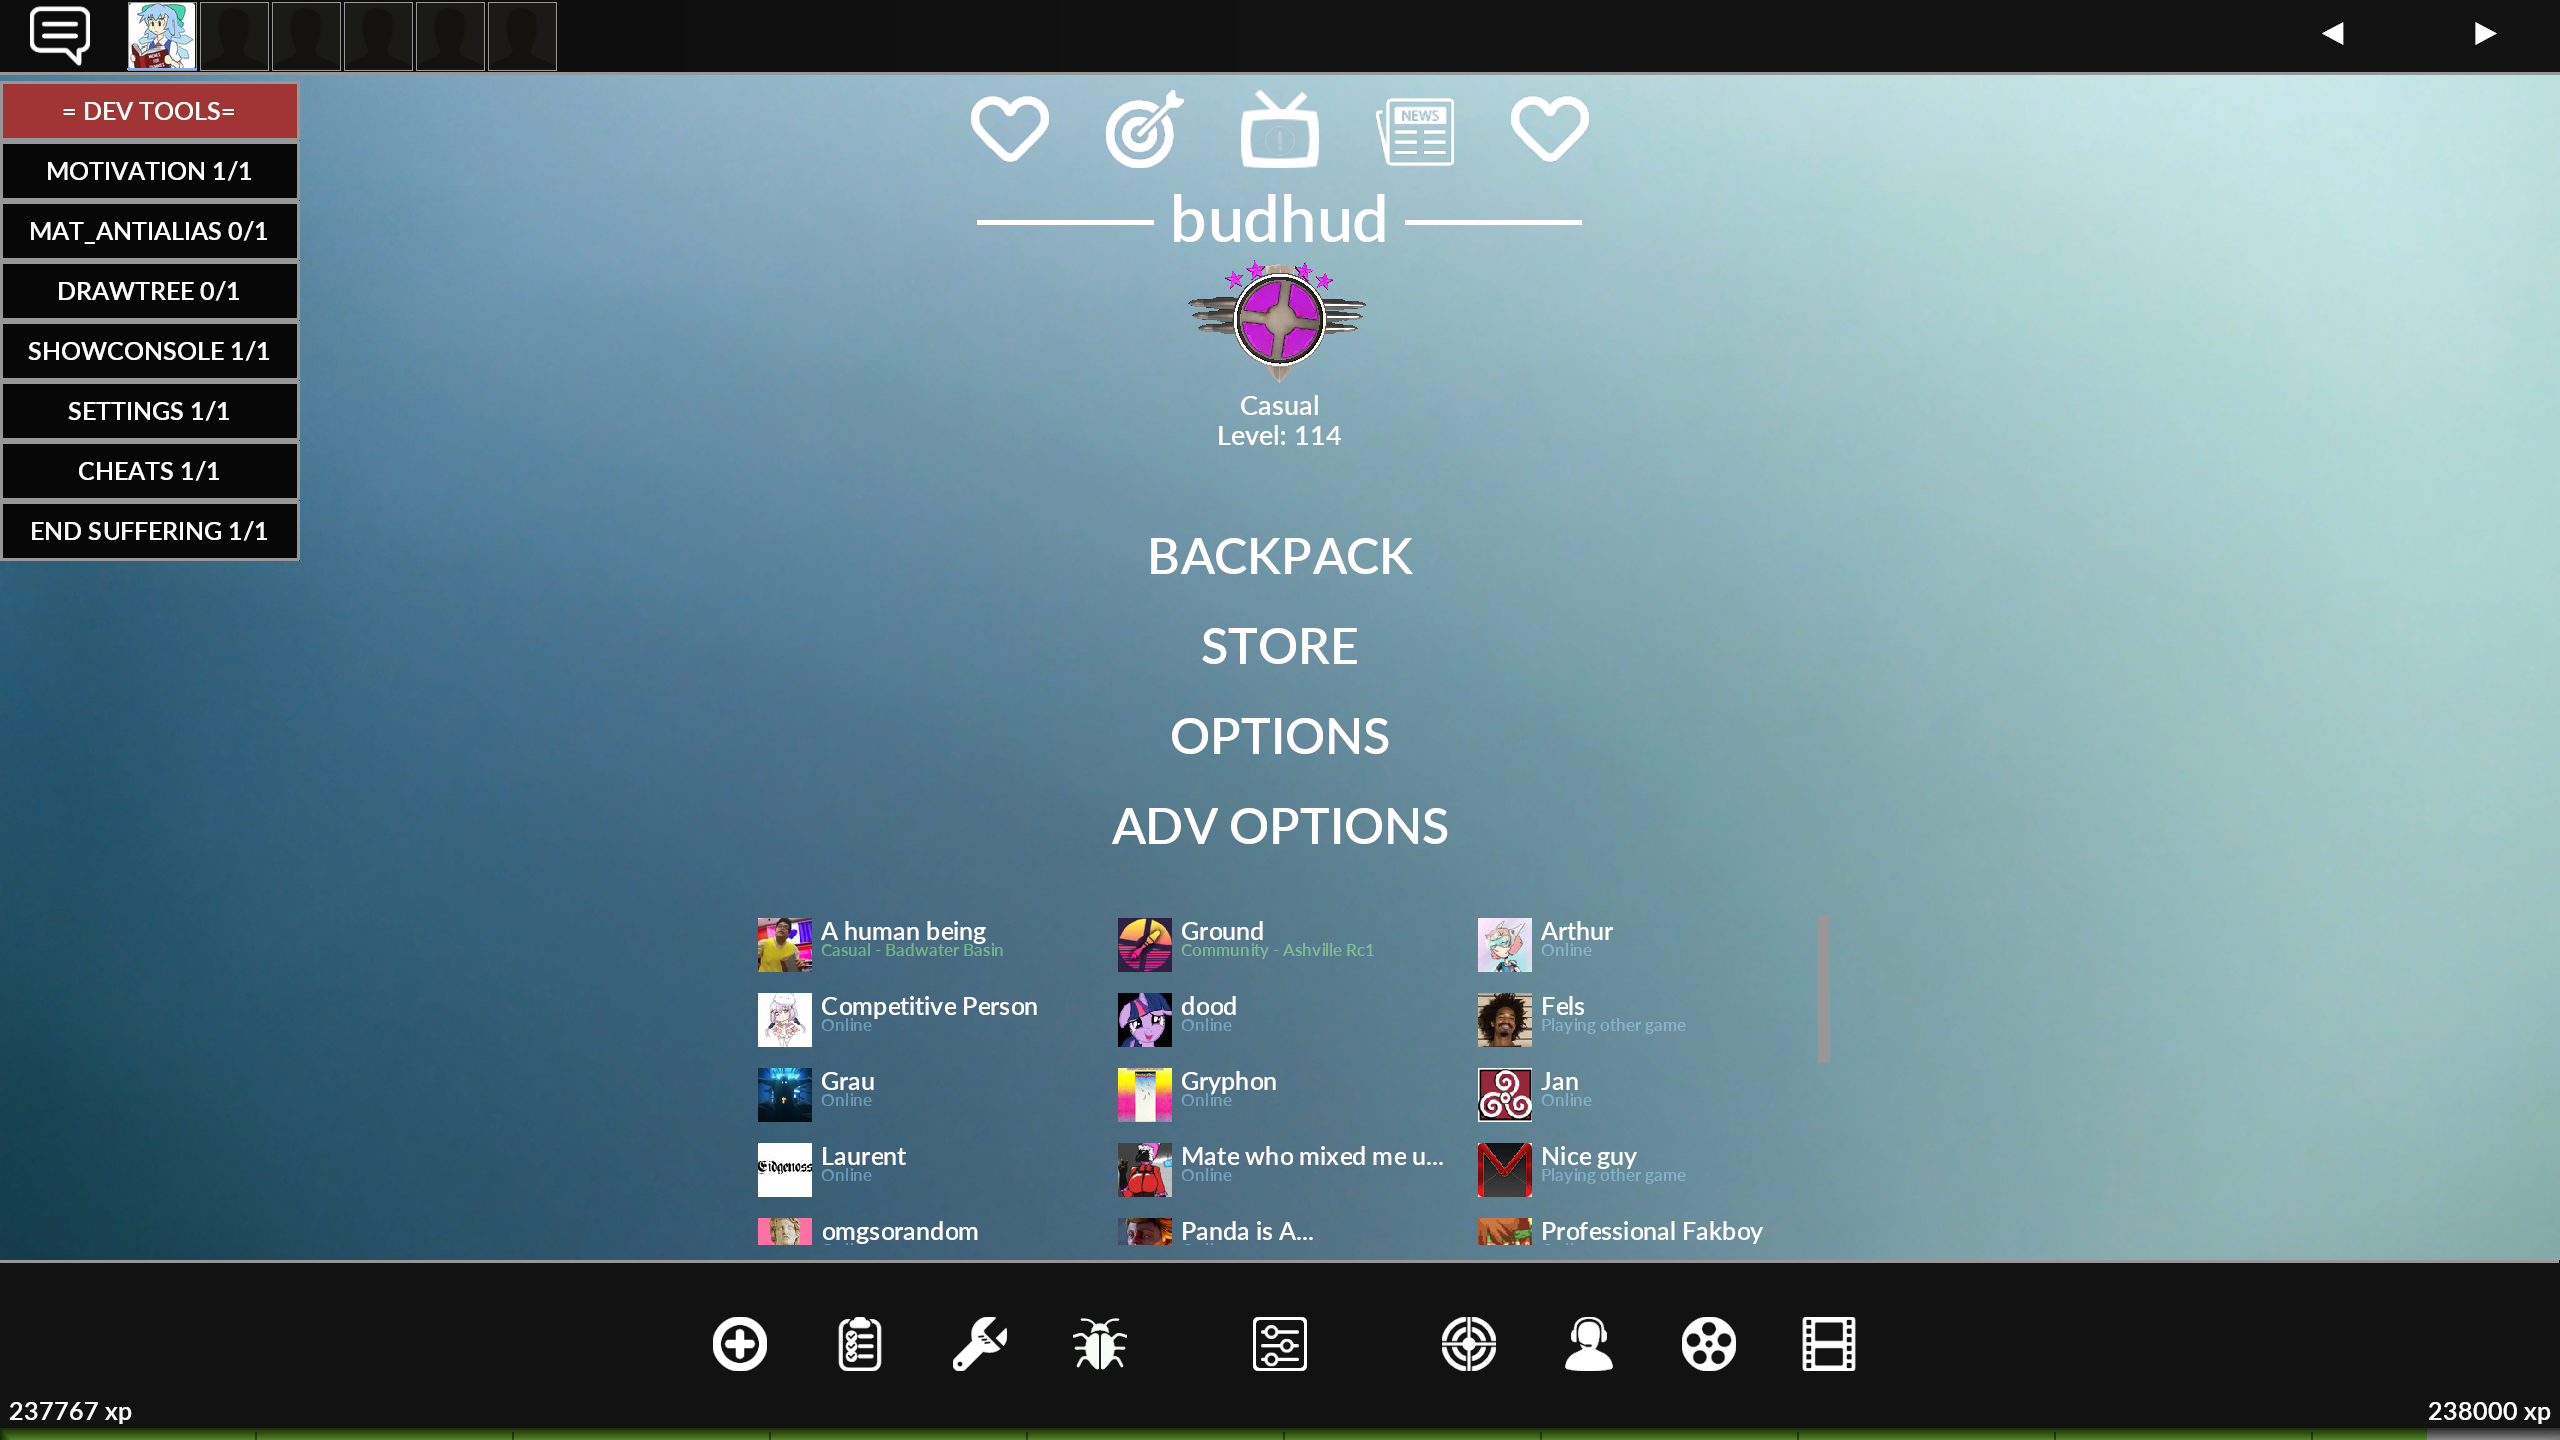 = DEV TOOLS=
MOTIVATION 1/1
MAT_ANTIALIAS 0/1
DRAWTREE 0/1
SHOWCONSOLE 1/1
SETTINGS 1/1
CHEATS 1/1
END SUFFERING 1/1
NEWS
budhud
Casual
Level: 114
BACKPACK
STORE
OPTIONS
ADV OPTIONS
A human being
Casual - Badwater Basin
Ground
Community - Ashville Rc1
Arthur
Online
Competitive Person
Online
dood
Online
Fels
Playing other game
Grau
Online
Gryphon
Online
Jan
Online
Eidgenoss
Laurent
Online
Mate who mixed me u...
Online
Nice guy
Playing other game
omgsorandom
Panda is A...
Professional Fakboy
237767 xp
238000 xp